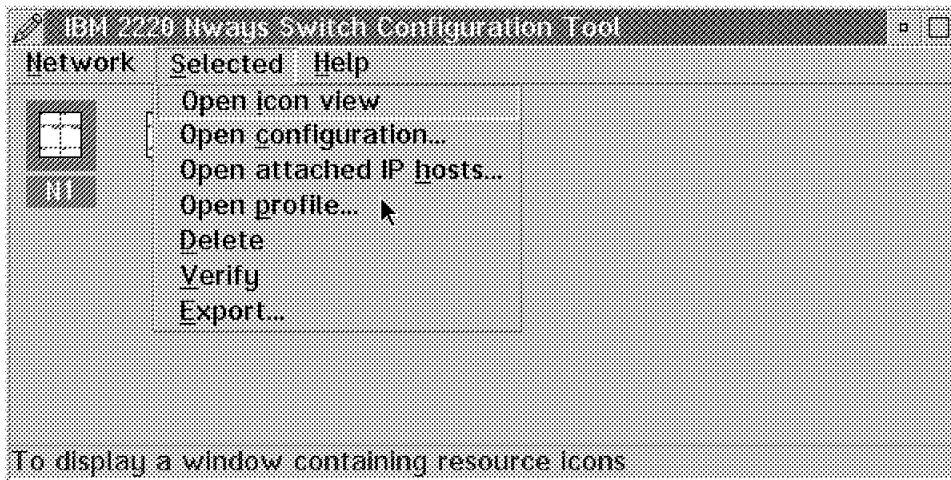 IBM 2220 Nways Switch Configuration Tool
Network Selected Help
Open icon view
Open configuration...
Open attached IP hosts...
Open profile...
Delete
Verify
Export...
N1
To display a window containing resource icons